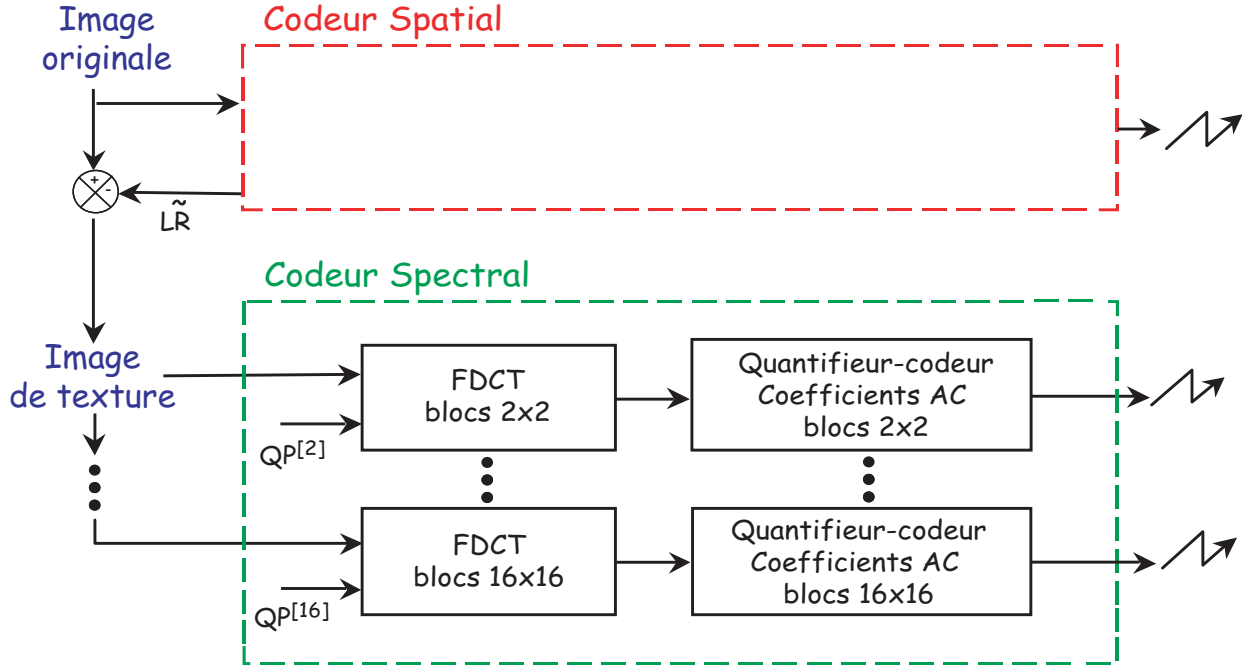 Image
originale
Codeur Spatial
+
-
L̃R
Codeur Spectral
Image
de texture
FDCT
blocs 2x2
QP[2]
Quantifieur-codeur
Coefficients AC
blocs 2x2
FDCT
blocs 16x16
QP[16]
Quantifieur-codeur
Coefficients AC
blocs 16x16